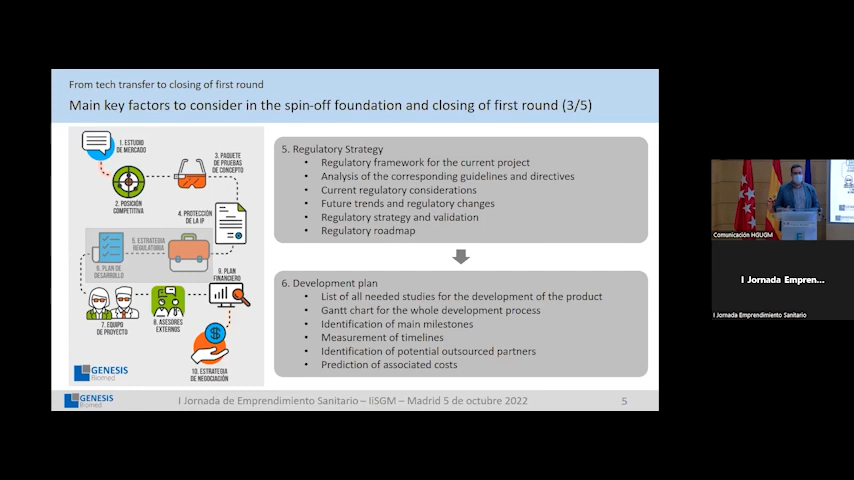 From tech transfer to closing of first round
Main key factors to consider in the spin-off foundation and closing of first round (3/5)
1. ESTUDIO
DE MERCADO
2. POSICIÓN
COMPETITIVA
3. PAQUETE
DE PRUEBAS
DE CONCEPTO
4. PROTECCIÓN
DE LA IP
5. ESTRATEGIA
REGULATORIA
6. PLAN DE
DESARROLLO
7. EQUIPO
DE PROYECTO
8. ASESORES
EXTERNOS
9. PLAN
FINANCIERO
10. ESTRATEGIA
DE NEGOCIACIÓN
GENESIS
Biomed
5. Regulatory Strategy
• Regulatory framework for the current project
• Analysis of the corresponding guidelines and directives
• Current regulatory considerations
• Future trends and regulatory changes
• Regulatory strategy and validation
• Regulatory roadmap
6. Development plan
• List of all needed studies for the development of the product
• Gantt chart for the whole development process
• Identification of main milestones
• Measurement of timelines
• Identification of potential outsourced partners
• Prediction of associated costs
GENESIS
Biomed
I Jornada de Emprendimiento Sanitario – IiSGM – Madrid 5 de octubre 2022
5
Comunicación HGUGM
I Jornada Empren...
I Jornada Emprendimiento Sanitario